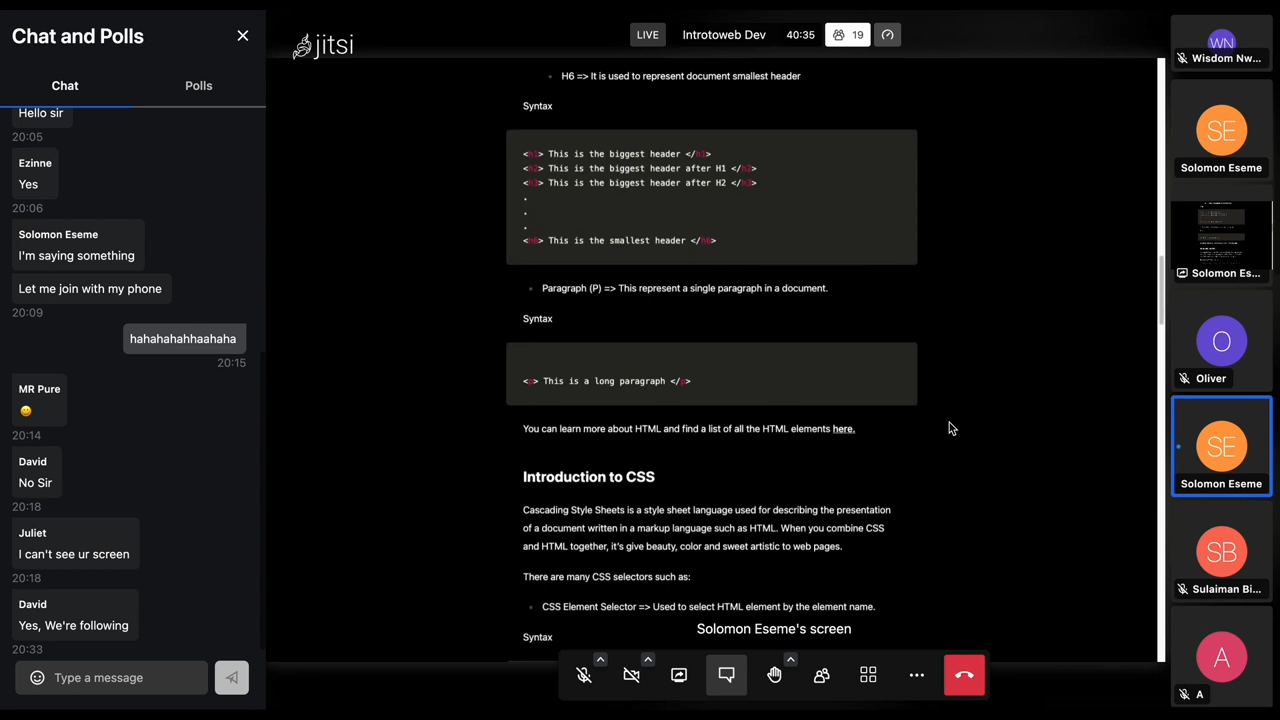 Chat and Polls
Chat
Polls
Hello sir
20:05
Ezinne
Yes
20:06
Solomon Eseme
I'm saying something
Let me join with my phone
20:09
hahahahahhaahaha
20:15
MR Pure
20:14
David
No Sir
20:18
Juliet
I can't see ur screen
20:18
David
Yes, We're following
20:33
Type a message
jitsi
LIVE
Introtoweb Dev
40:35
19
H6 => It is used to represent document smallest header
Syntax
<h1> This is the biggest header </h1>
<h2> This is the biggest header after H1 </h2>
<h3> This is the biggest header after H2 </h3>
.
.
.
<h6> This is the smallest header </h6>
Paragraph (P) => This represent a single paragraph in a document.
Syntax
<p> This is a long paragraph </p>
You can learn more about HTML and find a list of all the HTML elements here.
Introduction to CSS
Cascading Style Sheets is a style sheet language used for describing the presentation
of a document written in a markup language such as HTML. When you combine CSS
and HTML together, it's give beauty, color and sweet artistic to web pages.
There are many CSS selectors such as:
CSS Element Selector => Used to select HTML element by the element name.
Syntax
Solomon Eseme's screen
WN
Wisdom Nw...
SE
Solomon Eseme
Solomon Es...
O
Oliver
SE
Solomon Eseme
SB
Sulaiman Bi...
A
A